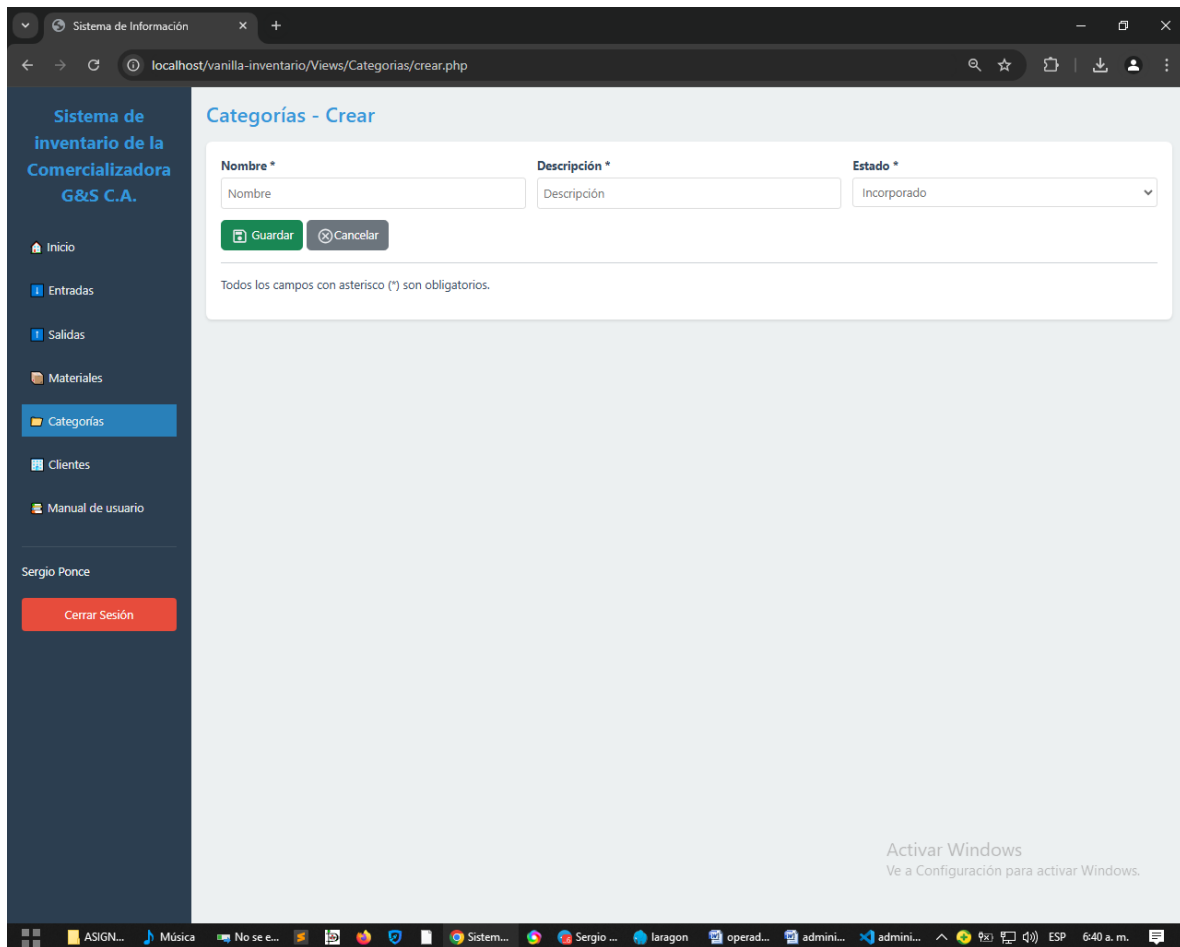 Sistema de Información
localhost/vanilla-inventario/Views/Categorias/crear.php
Sistema de
inventario de la
Comercializadora
G&S C.A.
Inicio
Entradas
Salidas
Materiales
Categorías
Clientes
Manual de usuario
Sergio Ponce
Cerrar Sesión
Categorías - Crear
Nombre * Descripción * Estado *
Nombre Descripción Incorporado
Guardar Cancelar
Todos los campos con asterisco (*) son obligatorios.
Activar Windows
Ve a Configuración para activar Windows.
ASIGN... Música No se e... Sistem... Sergio ... laragon operad... admini... admini... ESP 6:40 a. m.